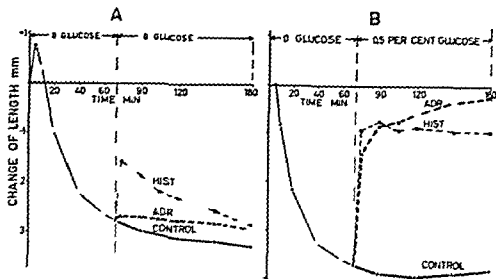 A
B
+1
0 GLUCOSE
0 GLUCOSE
0 GLUCOSE
0.5 PER CENT GLUCOSE
20 40 60 90 120 180
TIME MIN
20 40 60 90 120 180
TIME MIN
CHANGE OF LENGTH mm
-1
2
3
HIST
ADR
CONTROL
ADR
HIST
CONTROL